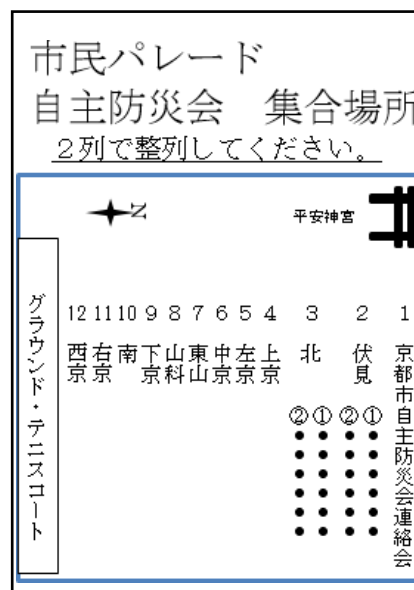 市民パレード
自主防災会　集合場所
２列で整列してください。
N
平安神宮
グラウンド・テニスコート
12 11 10 9 8 7 6 5 4 3 2 1
西京
右京
南
下京
山科
東山
中京
左京
上京
北
伏見
京都市自主防災会連絡会
② ① ② ①